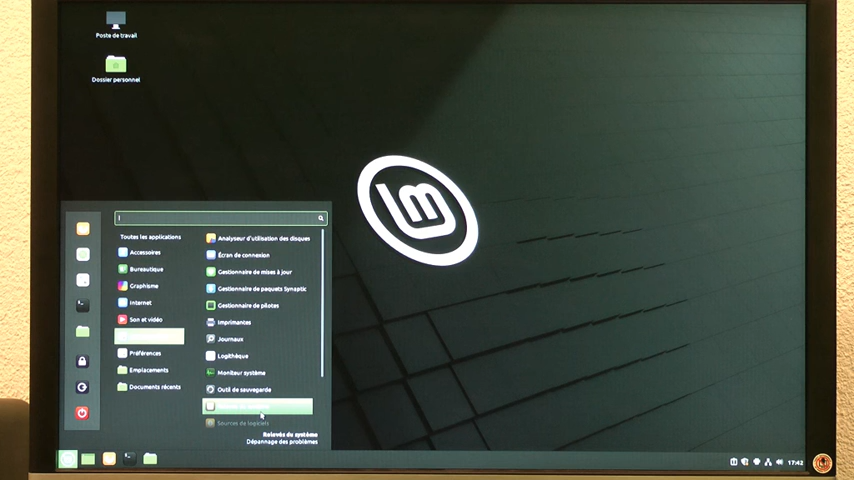 Poste de travail
Dossier personnel
Toutes les applications
Accessoires
Bureautique
Graphisme
Internet
Son et vidéo
Préférences
Emplacements
Documents récents
Analyseur d'utilisation des disques
Écran de connexion
Gestionnaire de mises à jour
Gestionnaire de paquets Synaptic
Gestionnaire de pilotes
Imprimantes
Journaux
Logithèque
Moniteur système
Outil de sauvegarde
Sources de logiciels
Relevés du système
Dépannage des problèmes
17:42